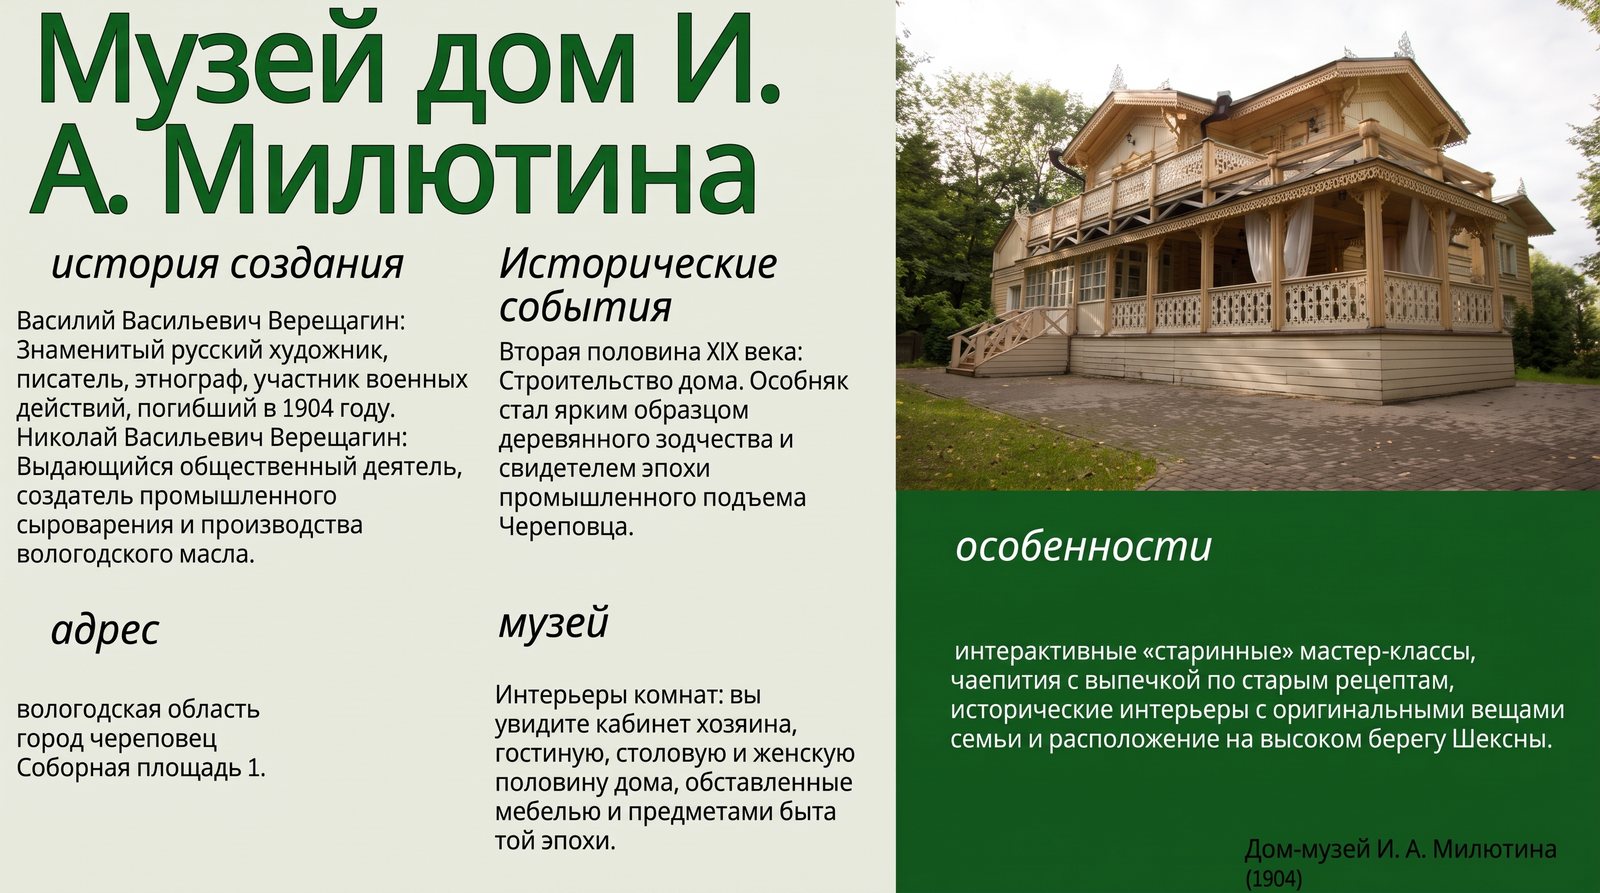 Музей дом И.
А. Милютина
история создания
Василий Васильевич Верещагин:
Знаменитый русский художник,
писатель, этнограф, участник военных
действий, погибший в 1904 году.
Николай Васильевич Верещагин:
Выдающийся общественный деятель,
создатель промышленного
сыроварения и производства
вологодского масла.
Исторические
события
Вторая половина XIX века:
Строительство дома. Особняк
стал ярким образцом
деревянного зодчества и
свидетелем эпохи
промышленного подъема
Череповца.
адрес
вологодская область
город череповец
Соборная площадь 1.
музей
Интерьеры комнат: вы
увидите кабинет хозяина,
гостиную, столовую и женскую
половину дома, обставленные
мебелью и предметами быта
той эпохи.
особенности
интерактивные «старинные» мастер-классы,
чаепития с выпечкой по старым рецептам,
исторические интерьеры с оригинальными вещами
семьи и расположение на высоком берегу Шексны.
Дом-музей И. А. Милютина
(1904)